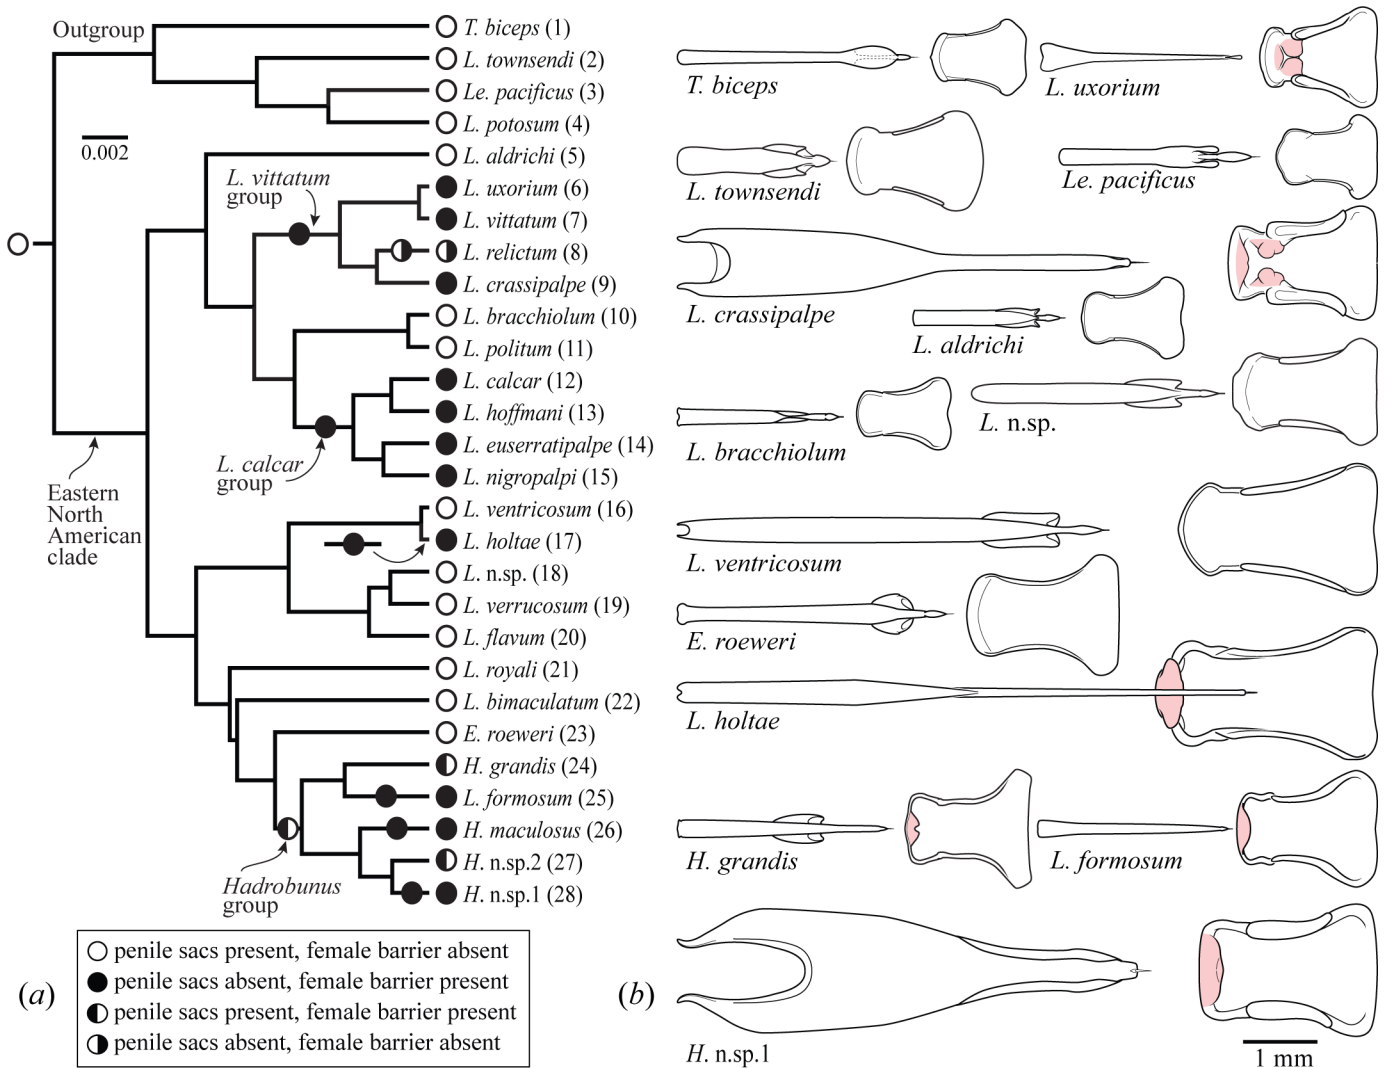 Outgroup
T. biceps (1)
L. townsendi (2)
Le. pacificus (3)
L. potosum (4)
0.002
L. aldrichi (5)
L. vittatum
group
L. uxorium (6)
L. vittatum (7)
L. relictum (8)
L. crassipalpe (9)
L. bracchiolum (10)
L. politum (11)
L. calcar (12)
L. hoffmani (13)
L. euserratipalpe (14)
L. nigropalpi (15)
L. calcar
group
Eastern
North
American
clade
L. ventricosum (16)
L. holtae (17)
L. n.sp. (18)
L. verrucosum (19)
L. flavum (20)
L. royali (21)
L. bimaculatum (22)
E. roeweri (23)
H. grandis (24)
L. formosum (25)
H. maculosus (26)
H. n.sp.2 (27)
H. n.sp.1 (28)
Hadrobunus
group
penile sacs present, female barrier absent
penile sacs absent, female barrier present
penile sacs present, female barrier present
penile sacs absent, female barrier absent
(a)
T. biceps
L. uxorium
L. townsendi
Le. pacificus
L. crassipalpe
L. aldrichi
L. bracchiolum
L. n.sp.
L. ventricosum
E. roeweri
L. holtae
H. grandis
L. formosum
H. n.sp.1
(b)
1 mm